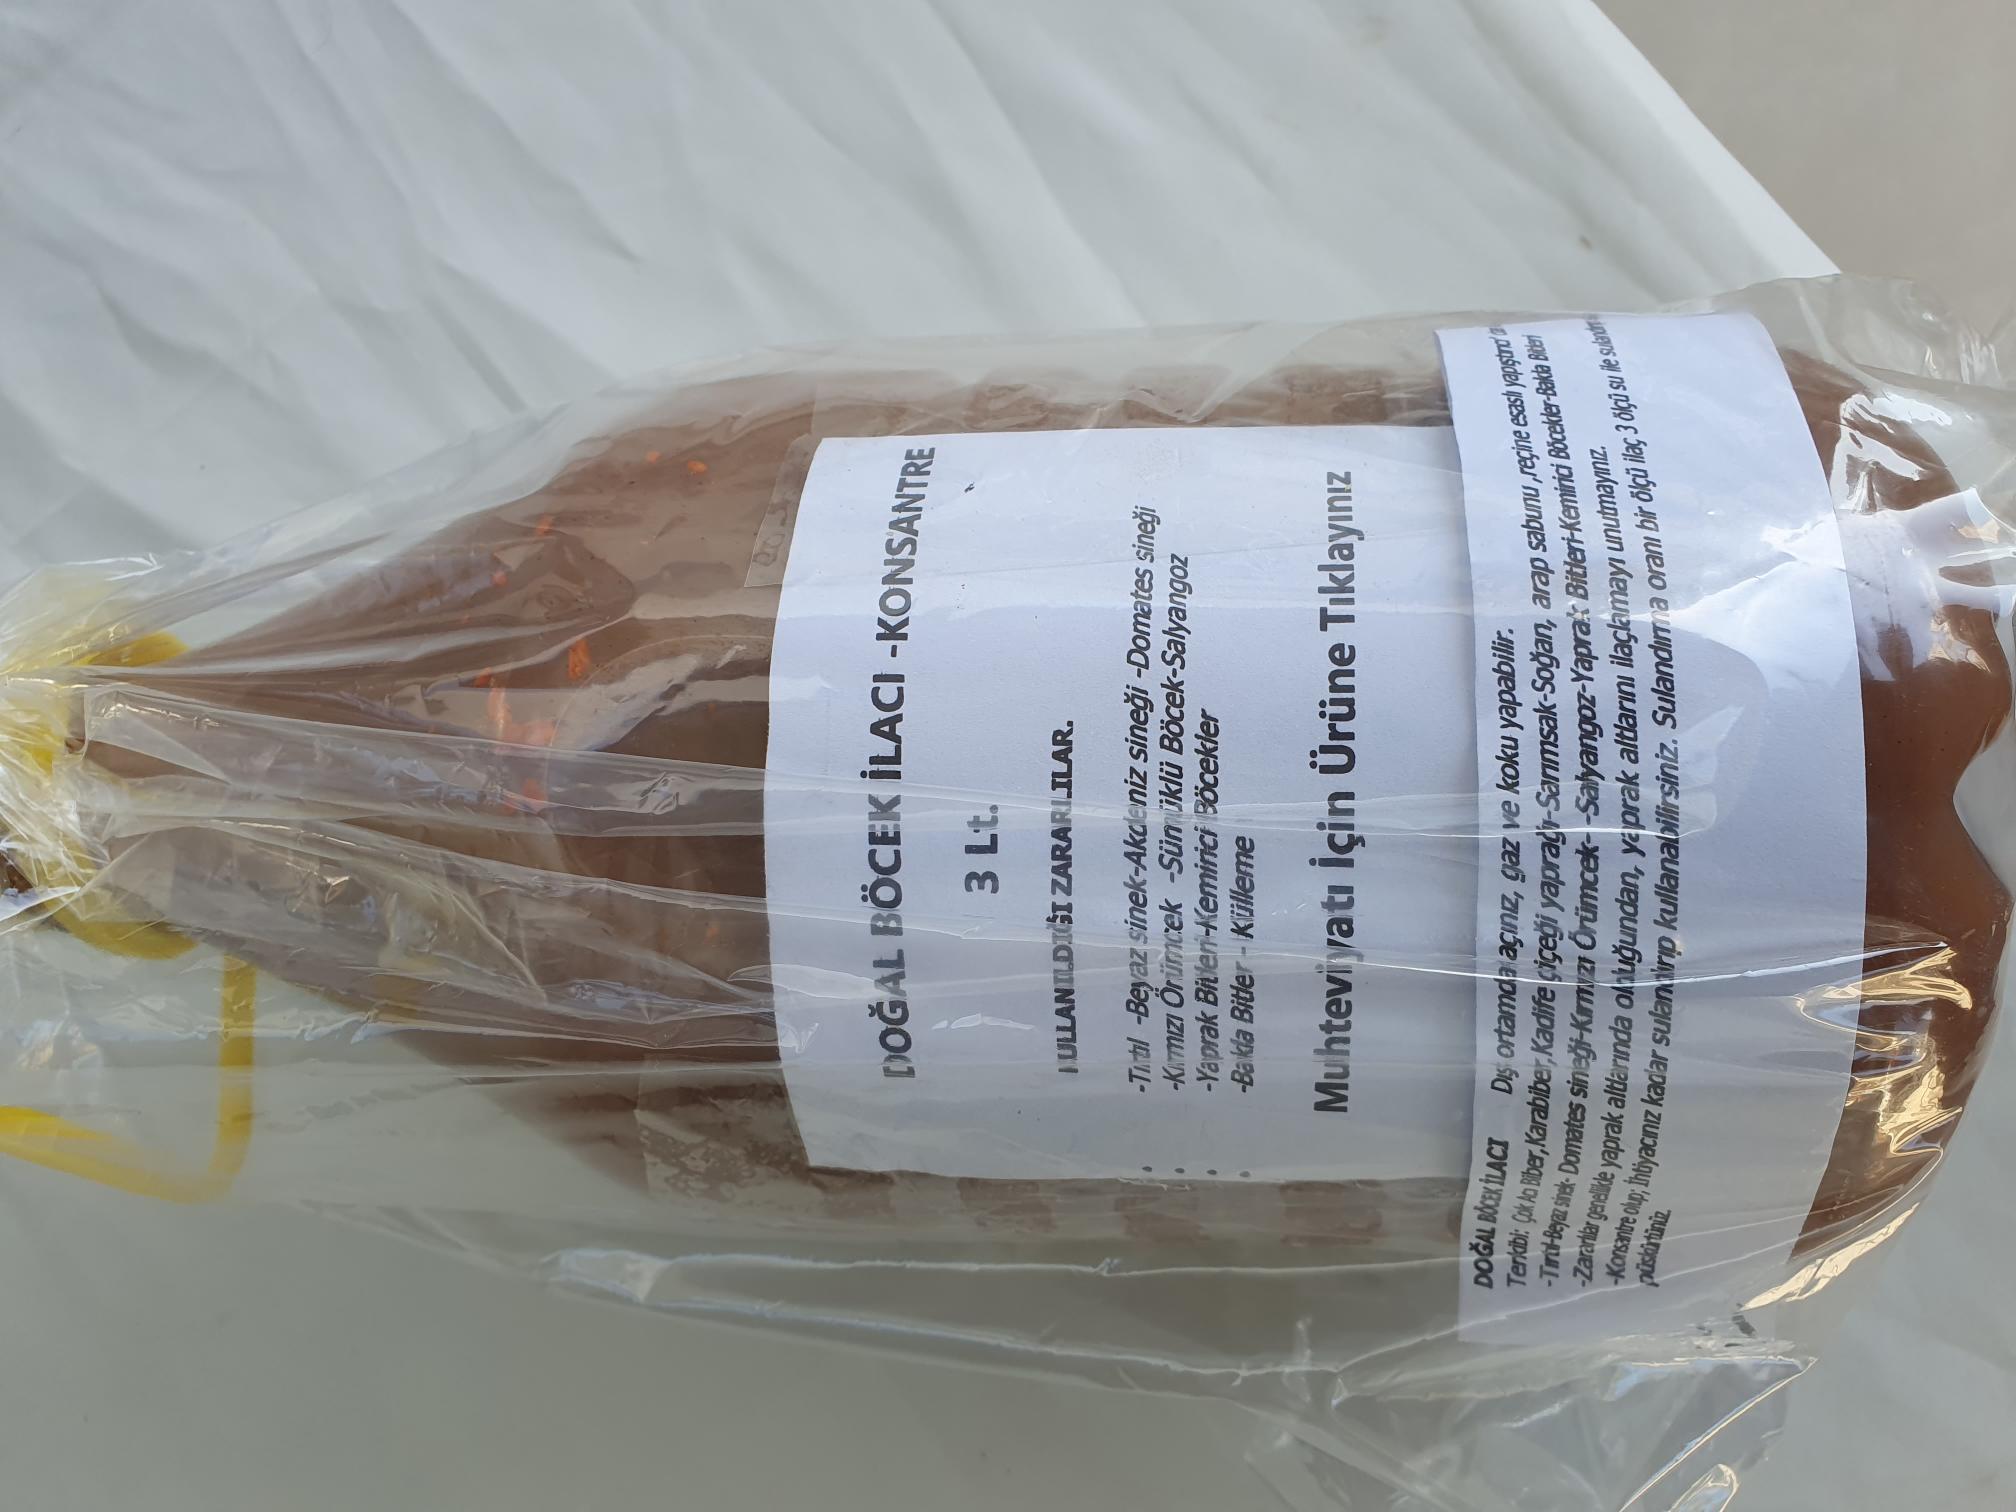 DOĞAL BÖCEK İLACI -KONSANTRE
3 Lt.
KULLANILDIĞI ZARARLILAR.
-Tırtıl -Beyaz sinek-Akdeniz sineği -Domates sineği
-Kırmızı Örümcek -Sümüklü Böcek-Salyangoz
-Yaprak Bitleri-Kemirici Böcekler
-Bakla Bitler - Külleme
Muhteviyatı İçin Ürüne Tıklayınız
DOĞAL BÖCEK İLACI Dış ortamda açınız, gaz ve koku yapabilir.
Terkibi: Çok Acı Biber,Karabiber,Kadife çiçeği yaprağı-Sarımsak-Soğan, arap sabunu ,reçine esaslı yapıştırıcı
-Tırtıl-Beyaz sinek- Domates sineği-Kırmızı Örümcek--Salyangoz-Yaprak Bitleri-Kemirici Böcekler-Bakla Bitleri
-Zararlılar genellikle yaprak altlarında olduğundan, yaprak altlarını ilaçlamayı unutmayınız.
-Konsantre olup; ihtiyacınız kadar sulandırıp kullanabilirsiniz. Sulandırma oranı bir ölçü ilaç 3 ölçü su ile
püskürtünüz.